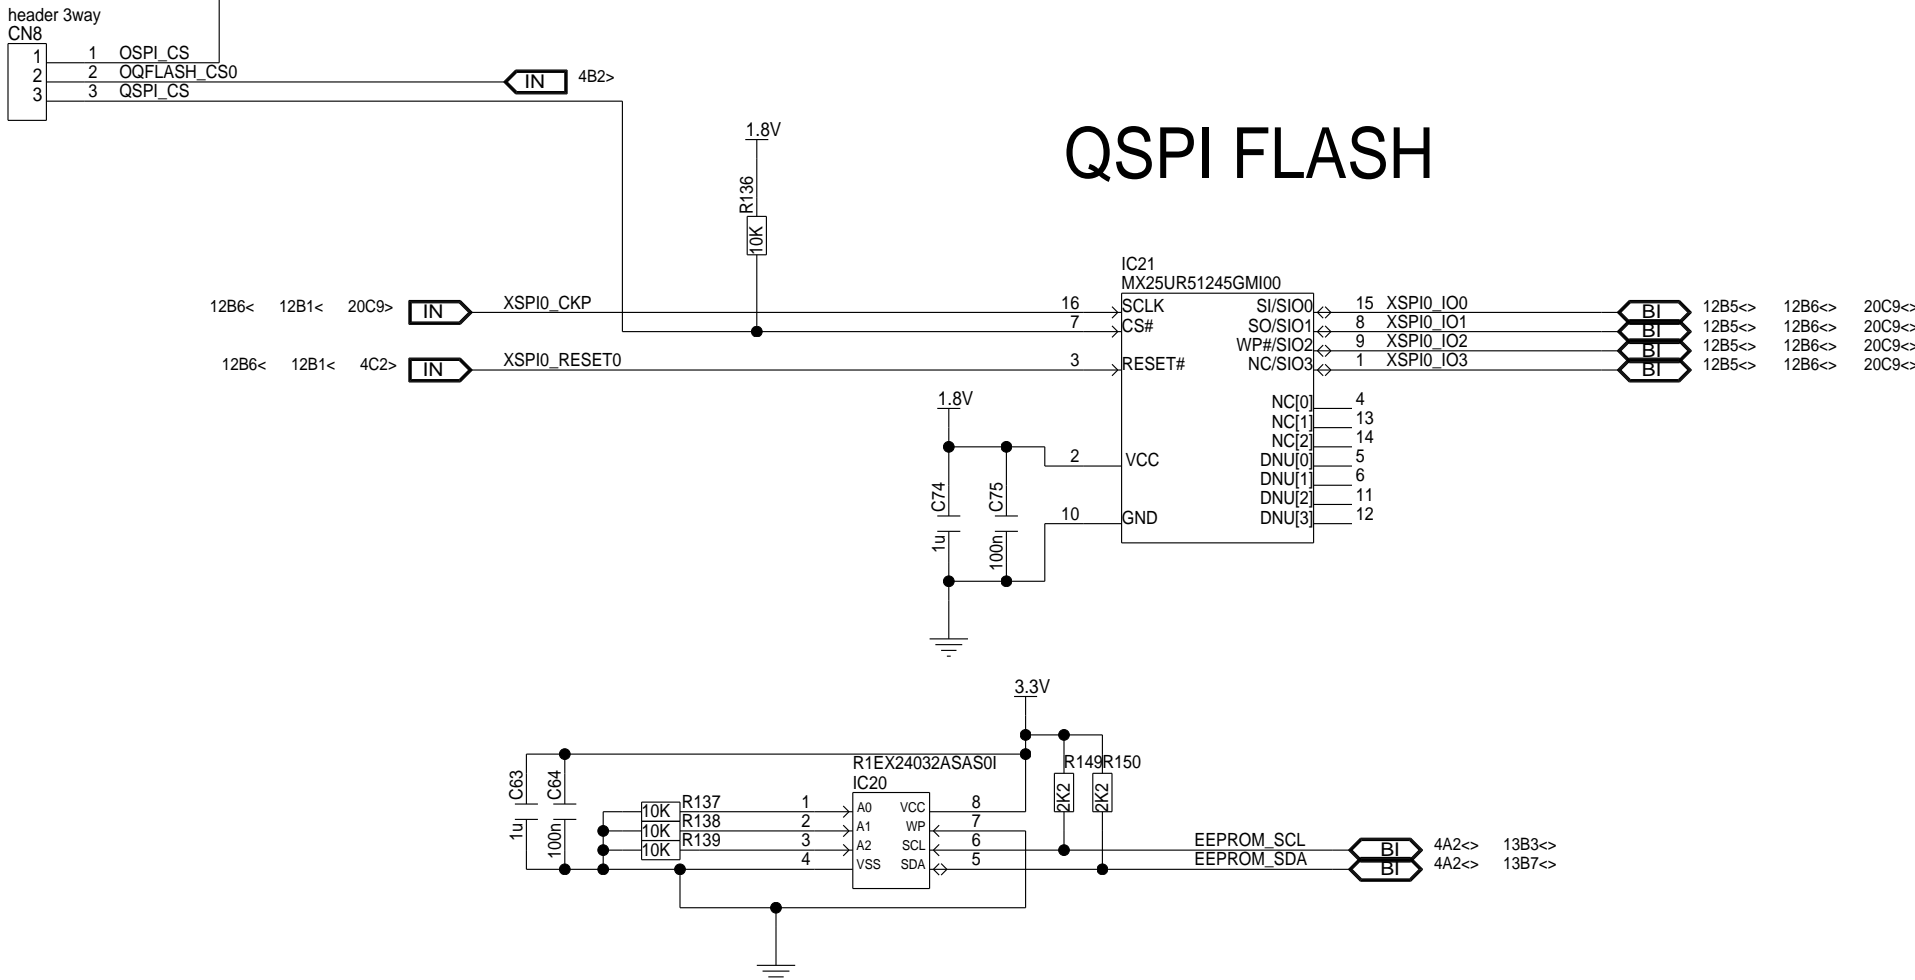 header 3way
CN8
1 1 OSPI_CS
2 2 OQFLASH_CS0 IN 4B2>
3 3 QSPI_CS
1.8V
QSPI FLASH
R136
10K
IC21
MX25UR51245GMI00
12B6< 12B1< 20C9> IN XSPI0_CKP 16 SCLK SI/SIO0 15 XSPI0_IO0 BI 12B5<> 12B6<> 20C9<>
7 CS# SO/SIO1 8 XSPI0_IO1 BI 12B5<> 12B6<> 20C9<>
WP#/SIO2 9 XSPI0_IO2 BI 12B5<> 12B6<> 20C9<>
12B6< 12B1< 4C2> IN XSPI0_RESET0 3 RESET# NC/SIO3 1 XSPI0_IO3 BI 12B5<> 12B6<> 20C9<>
1.8V
NC[0] 4
NC[1] 13
NC[2] 14
2 VCC DNU[0] 5
DNU[1] 6
C74 C75 DNU[2] 11
10 GND DNU[3] 12
1u 100n
3.3V
R1EX24032ASAS0I
IC20
R149 R150
2K2 2K2
C63 C64
1u 100n
10K R137 1 A0 VCC 8
10K R138 2 A1 WP 7
10K R139 3 A2 SCL 6 EEPROM_SCL BI 4A2<> 13B3<>
4 VSS SDA 5 EEPROM_SDA BI 4A2<> 13B7<>